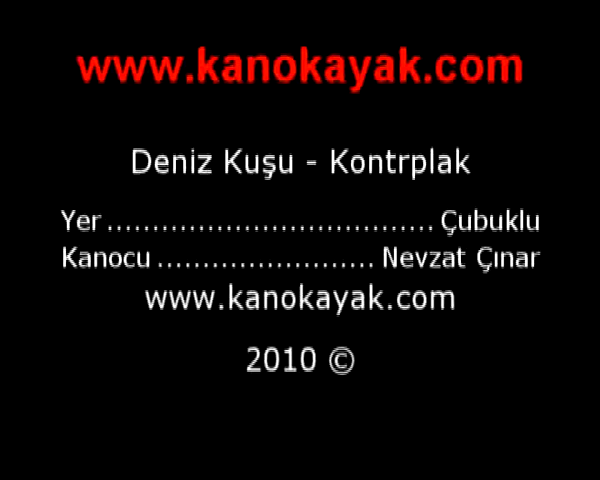 www.kanokayak.com
Deniz Kuşu - Kontrplak
Yer .................................... Çubuklu
Kanocu ........................ Nevzat Çınar
www.kanokayak.com
2010 ©